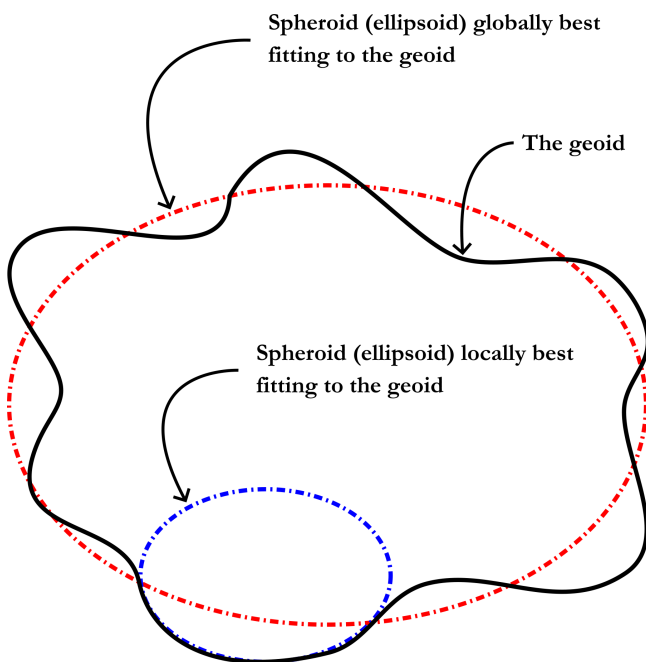 Spheroid (ellipsoid) globally best
fitting to the geoid
The geoid
Spheroid (ellipsoid) locally best
fitting to the geoid